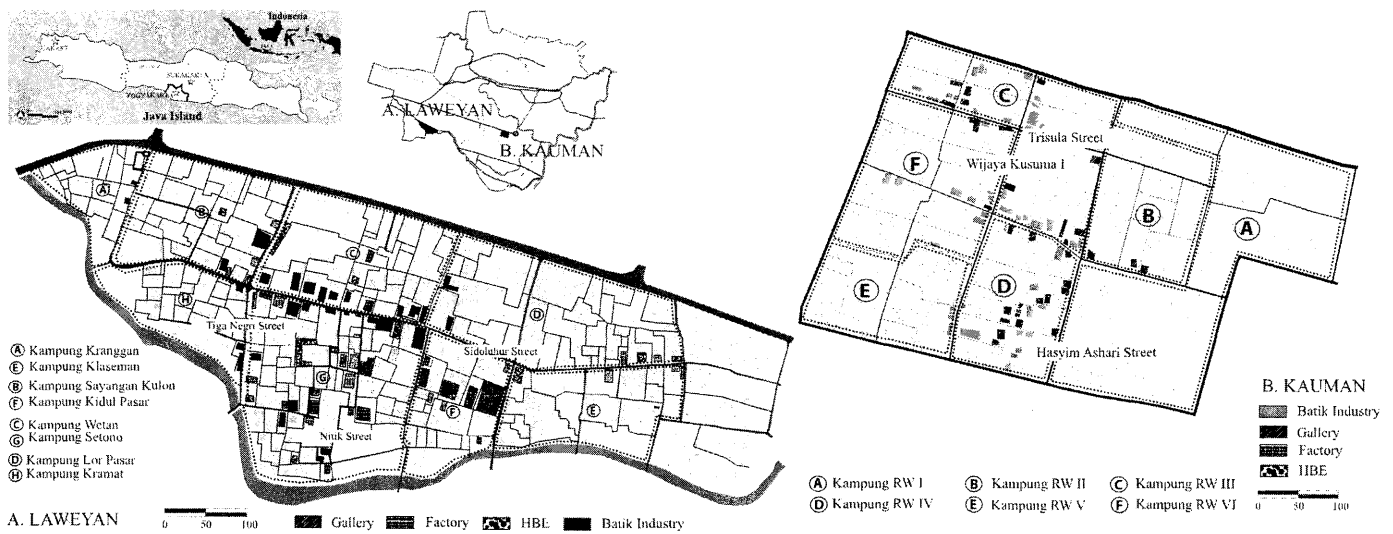 Indonesia
SURAKARTA
YOGYAKARTA
Java Island
A. LAWEYAN
B. KAUMAN
A
B
C
D
E
F
G
H
Tiga Negri Street
Sidoluhur Street
Nitik Street
A Kampung Kranggan
E Kampung Klaseman
B Kampung Sayangan Kulon
F Kampung Kidul Pasar
C Kampung Wetan
G Kampung Setono
D Kampung Lor Pasar
H Kampung Kramat
A. LAWEYAN
0 50 100
Gallery Factory HBE Batik Industry
C
Trisula Street
Wijaya Kusuma I
F
B
A
E
D
Hasyim Ashari Street
B. KAUMAN
Batik Industry
Gallery
Factory
HBE
0 50 100
A Kampung RW I B Kampung RW II C Kampung RW III
D Kampung RW IV E Kampung RW V F Kampung RW VI